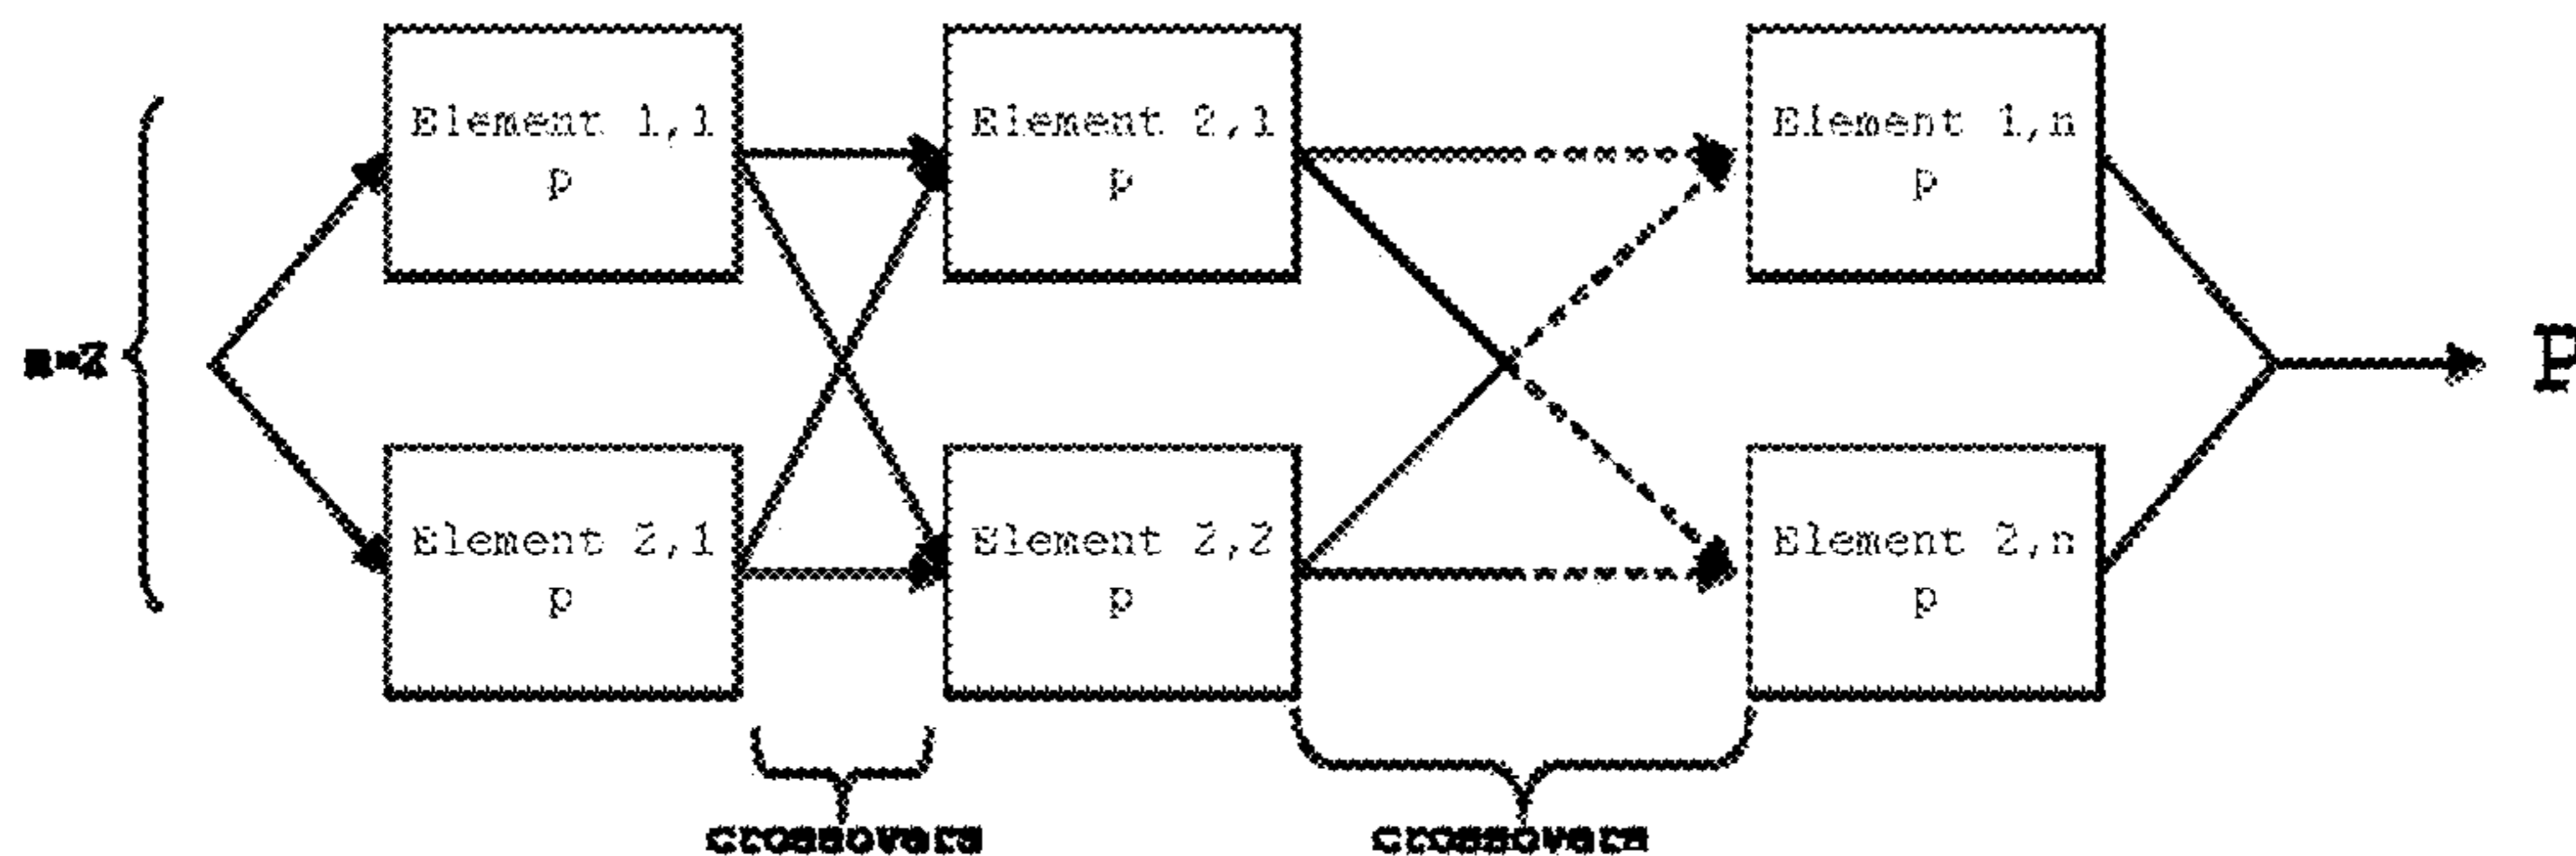 Element 1,1
p
Element 2,1
p
Element 1,n
p
m=2
P
Element 2,1
p
Element 2,2
p
Element 2,n
p
crossovers
crossovers